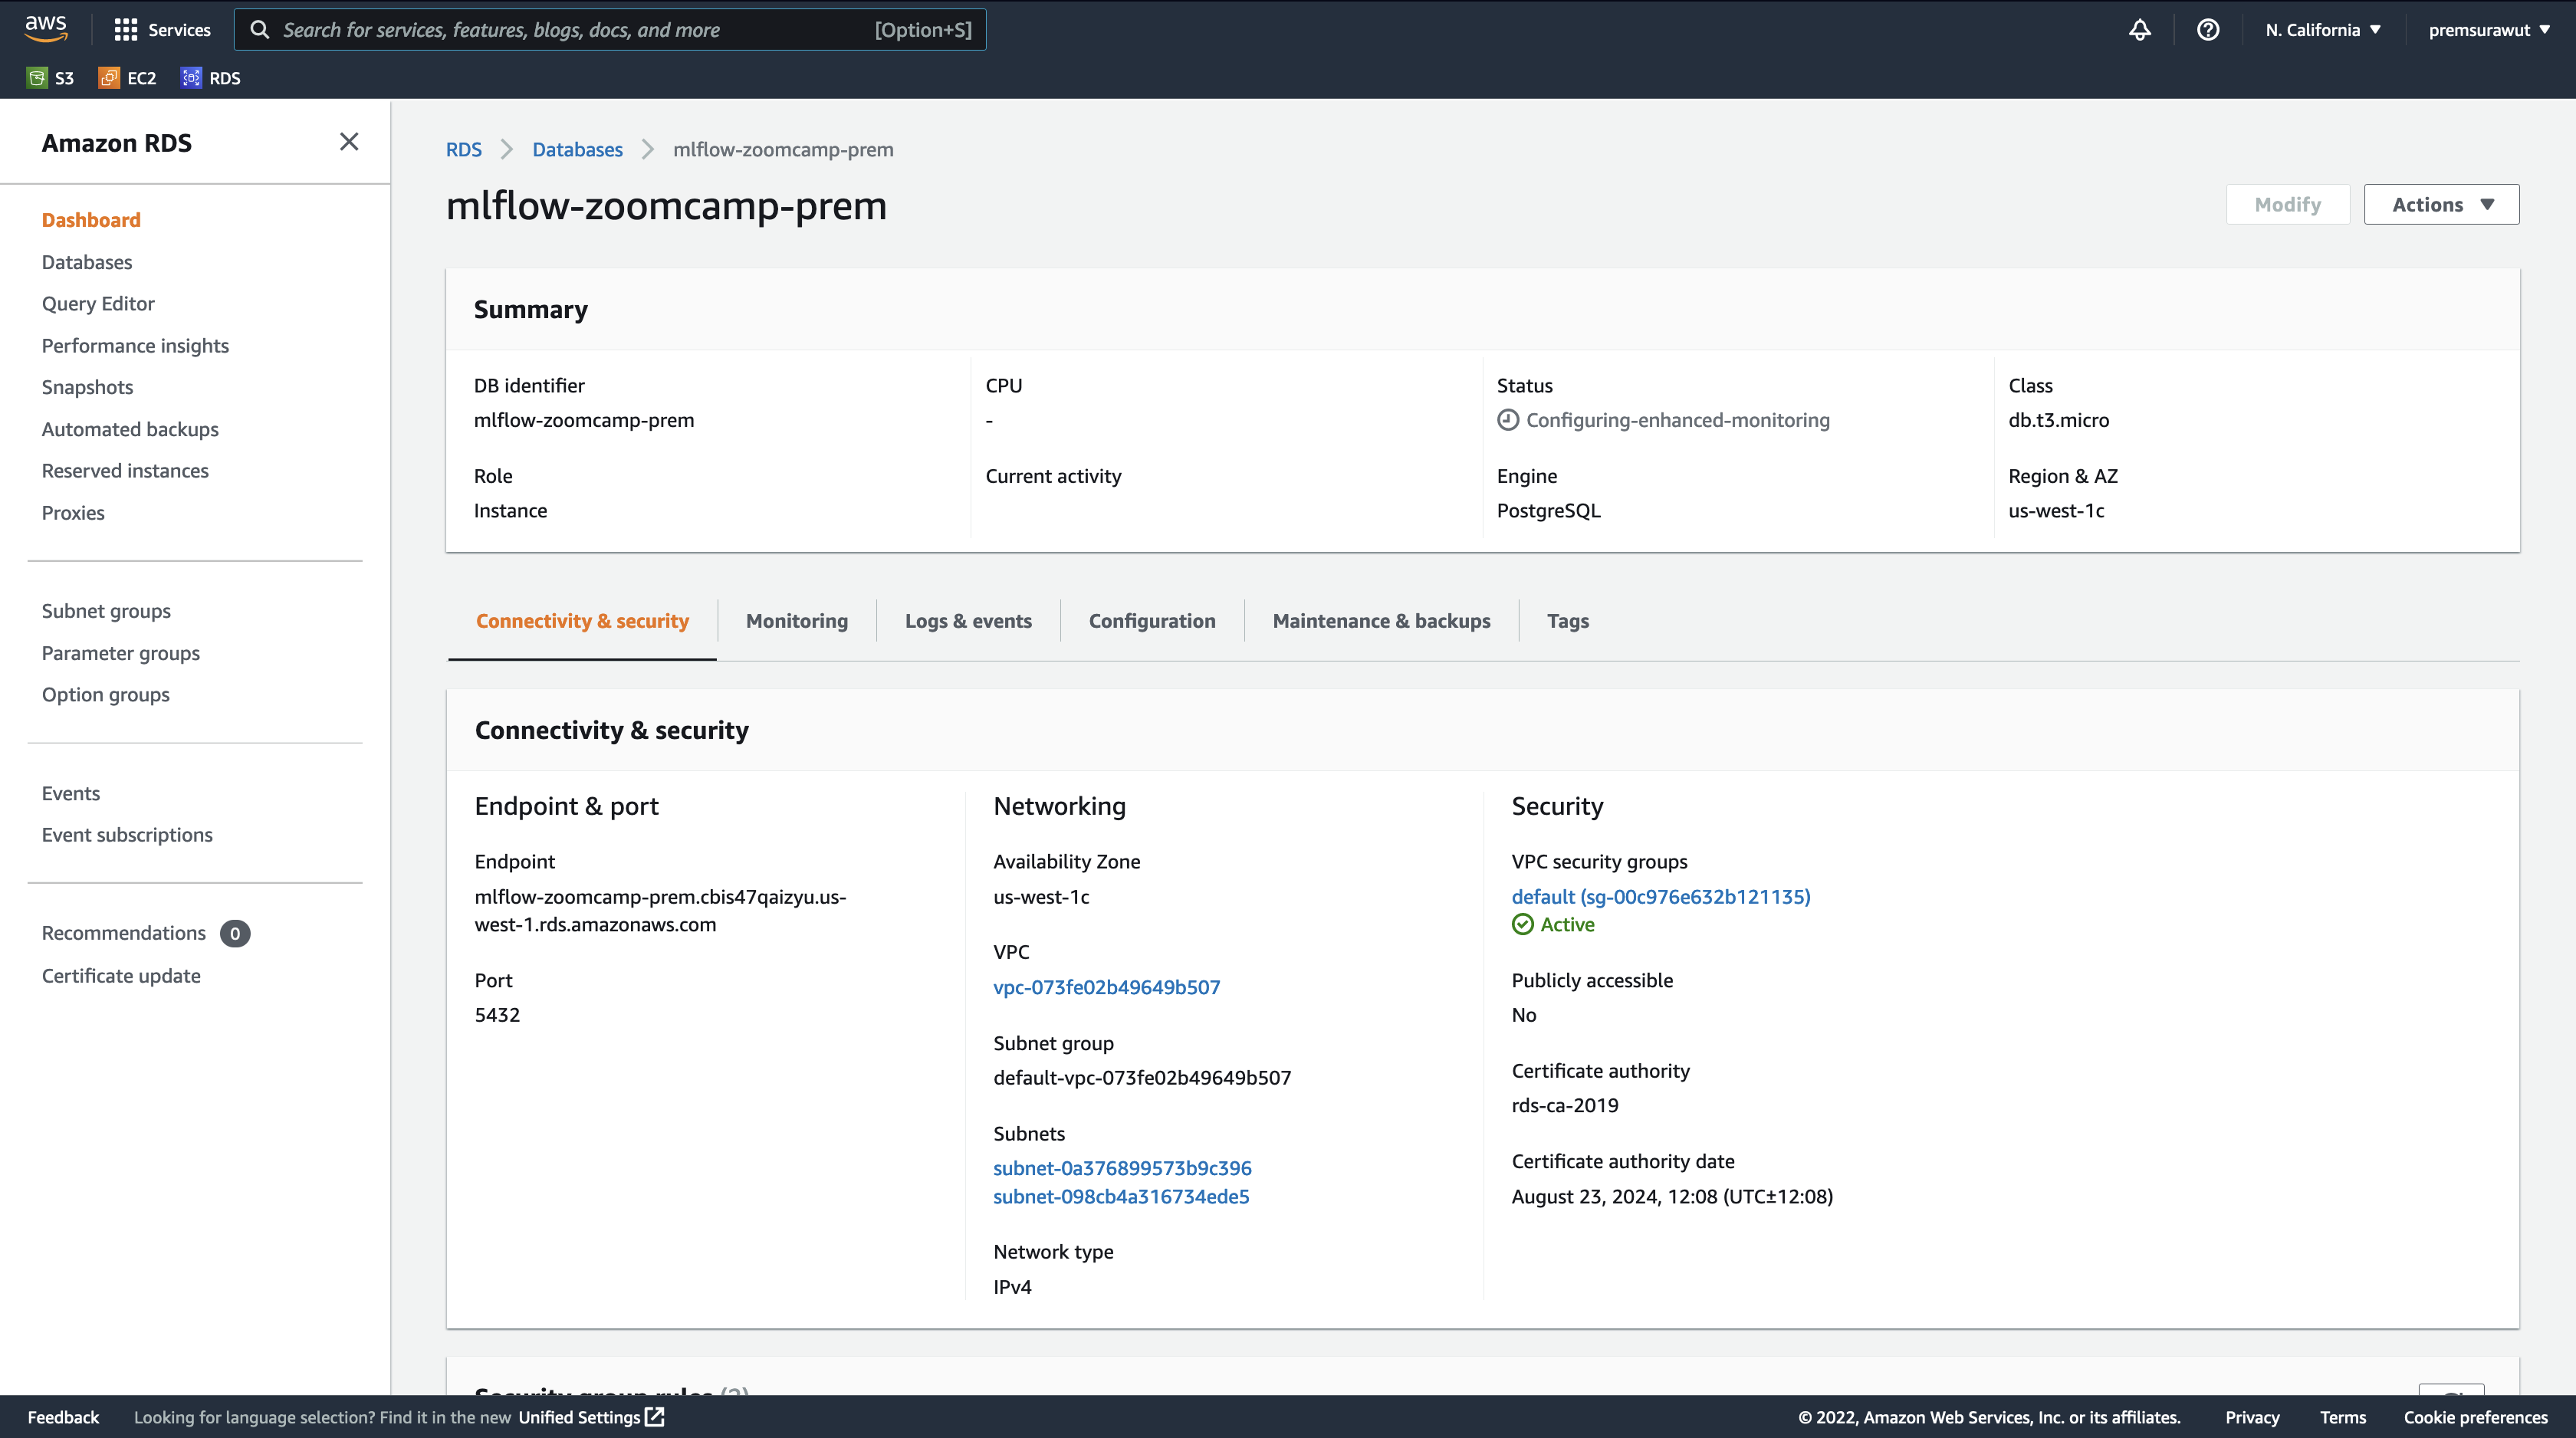 aws
Services
Search for services, features, blogs, docs, and more
[Option+S]
N. California
premsurawut
S3
EC2
RDS
Amazon RDS
Dashboard
Databases
Query Editor
Performance insights
Snapshots
Automated backups
Reserved instances
Proxies
Subnet groups
Parameter groups
Option groups
Events
Event subscriptions
Recommendations 0
Certificate update
RDS
Databases
mlflow-zoomcamp-prem
mlflow-zoomcamp-prem
Modify
Actions
Summary
DB identifier
mlflow-zoomcamp-prem
Role
Instance
CPU
-
Current activity
Status
Configuring-enhanced-monitoring
Engine
PostgreSQL
Class
db.t3.micro
Region & AZ
us-west-1c
Connectivity & security
Monitoring
Logs & events
Configuration
Maintenance & backups
Tags
Connectivity & security
Endpoint & port
Endpoint
mlflow-zoomcamp-prem.cbis47qaizyu.us-
west-1.rds.amazonaws.com
Port
5432
Networking
Availability Zone
us-west-1c
VPC
vpc-073fe02b49649b507
Subnet group
default-vpc-073fe02b49649b507
Subnets
subnet-0a376899573b9c396
subnet-098cb4a316734ede5
Network type
IPv4
Security
VPC security groups
default (sg-00c976e632b121135)
Active
Publicly accessible
No
Certificate authority
rds-ca-2019
Certificate authority date
August 23, 2024, 12:08 (UTC±12:08)
Security group rules (2)
Feedback
Looking for language selection? Find it in the new Unified Settings
© 2022, Amazon Web Services, Inc. or its affiliates.
Privacy
Terms
Cookie preferences